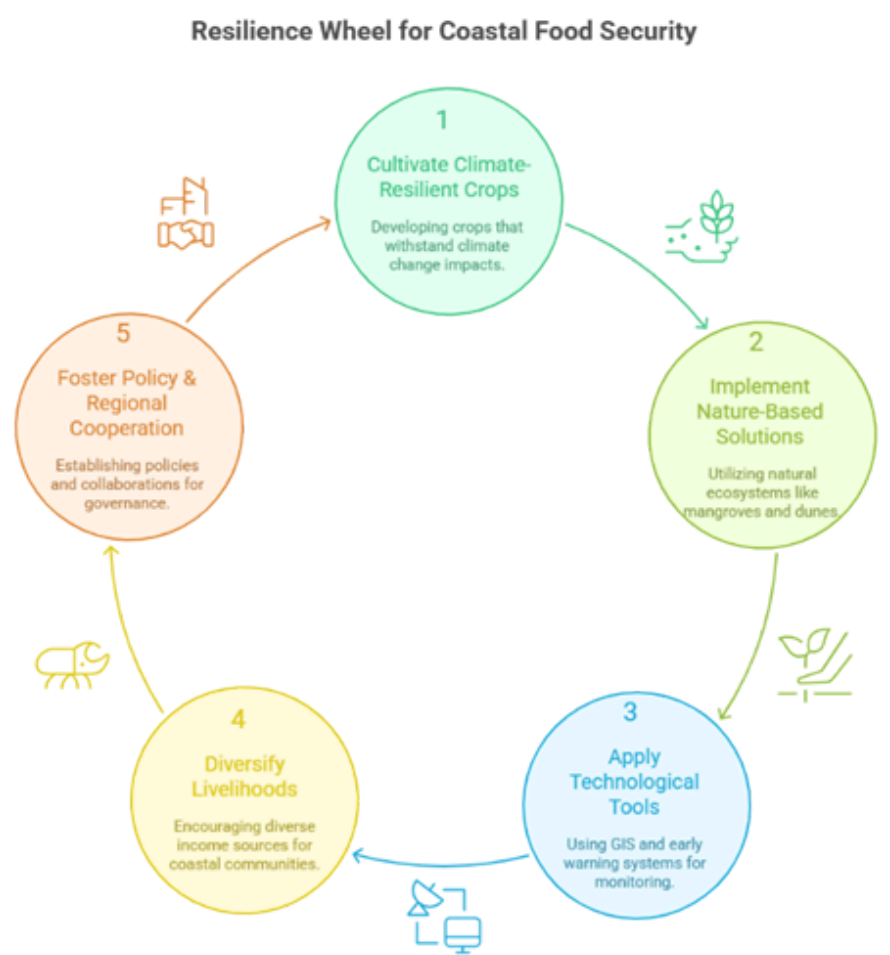 Resilience Wheel for Coastal Food Security
1
Cultivate Climate-
Resilient Crops
Developing crops that
withstand climate
change impacts.
2
Implement
Nature-Based
Solutions
Utilizing natural
ecosystems like
mangroves and dunes.
3
Apply
Technological
Tools
Using GIS and early
warning systems for
monitoring.
4
Diversify
Livelihoods
Encouraging diverse
income sources for
coastal communities.
5
Foster Policy &
Regional
Cooperation
Establishing policies
and collaborations for
governance.